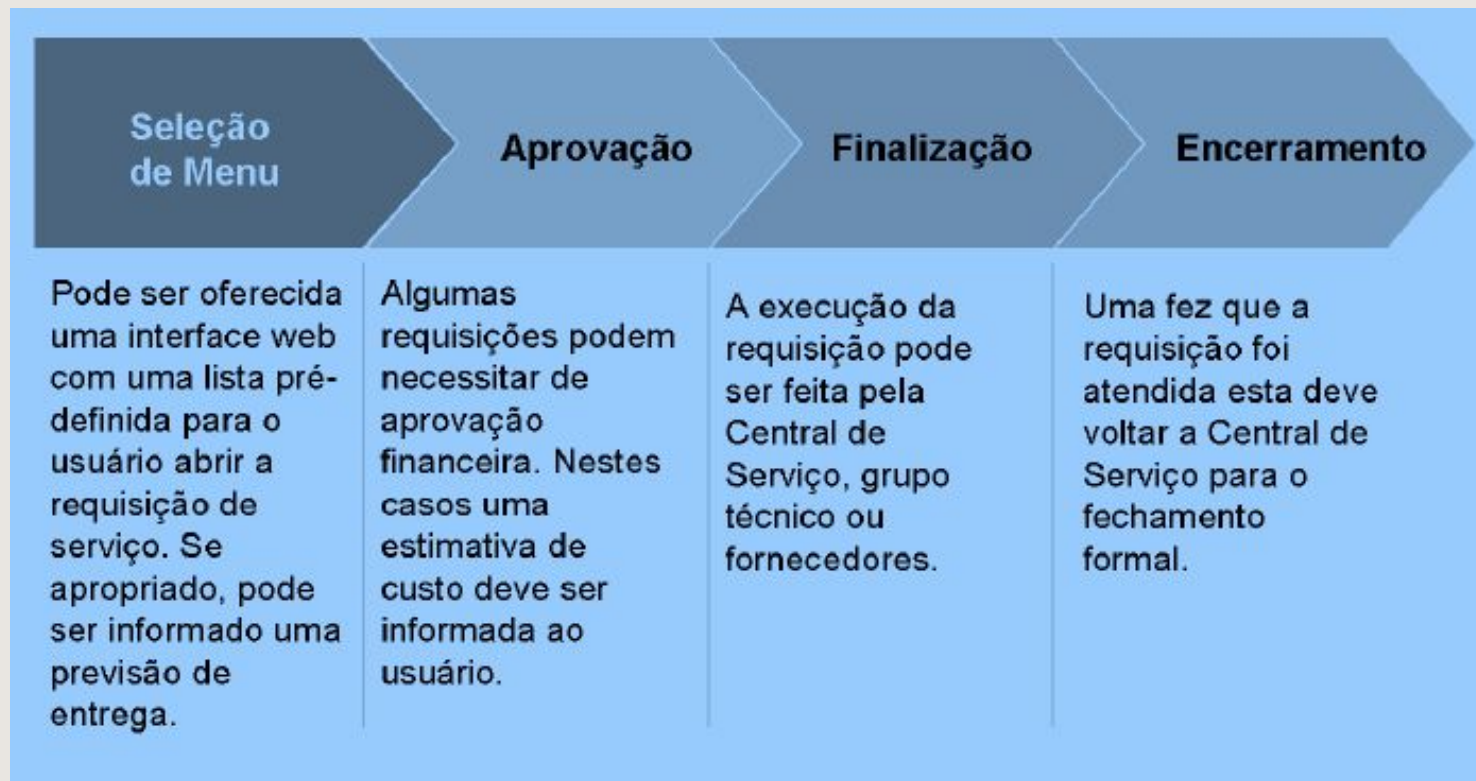 Seleção
de Menu
Aprovação
Finalização
Encerramento
Pode ser oferecida
uma interface web
com uma lista pré-
definida para o
usuário abrir a
requisição de
serviço. Se
apropriado, pode
ser informado uma
previsão de
entrega.
Algumas
requisições podem
necessitar de
aprovação
financeira. Nestes
casos uma
estimativa de
custo deve ser
informada ao
usuário.
A execução da
requisição pode
ser feita pela
Central de
Serviço, grupo
técnico ou
fornecedores.
Uma fez que a
requisição foi
atendida esta deve
voltar a Central de
Serviço para o
fechamento
formal.